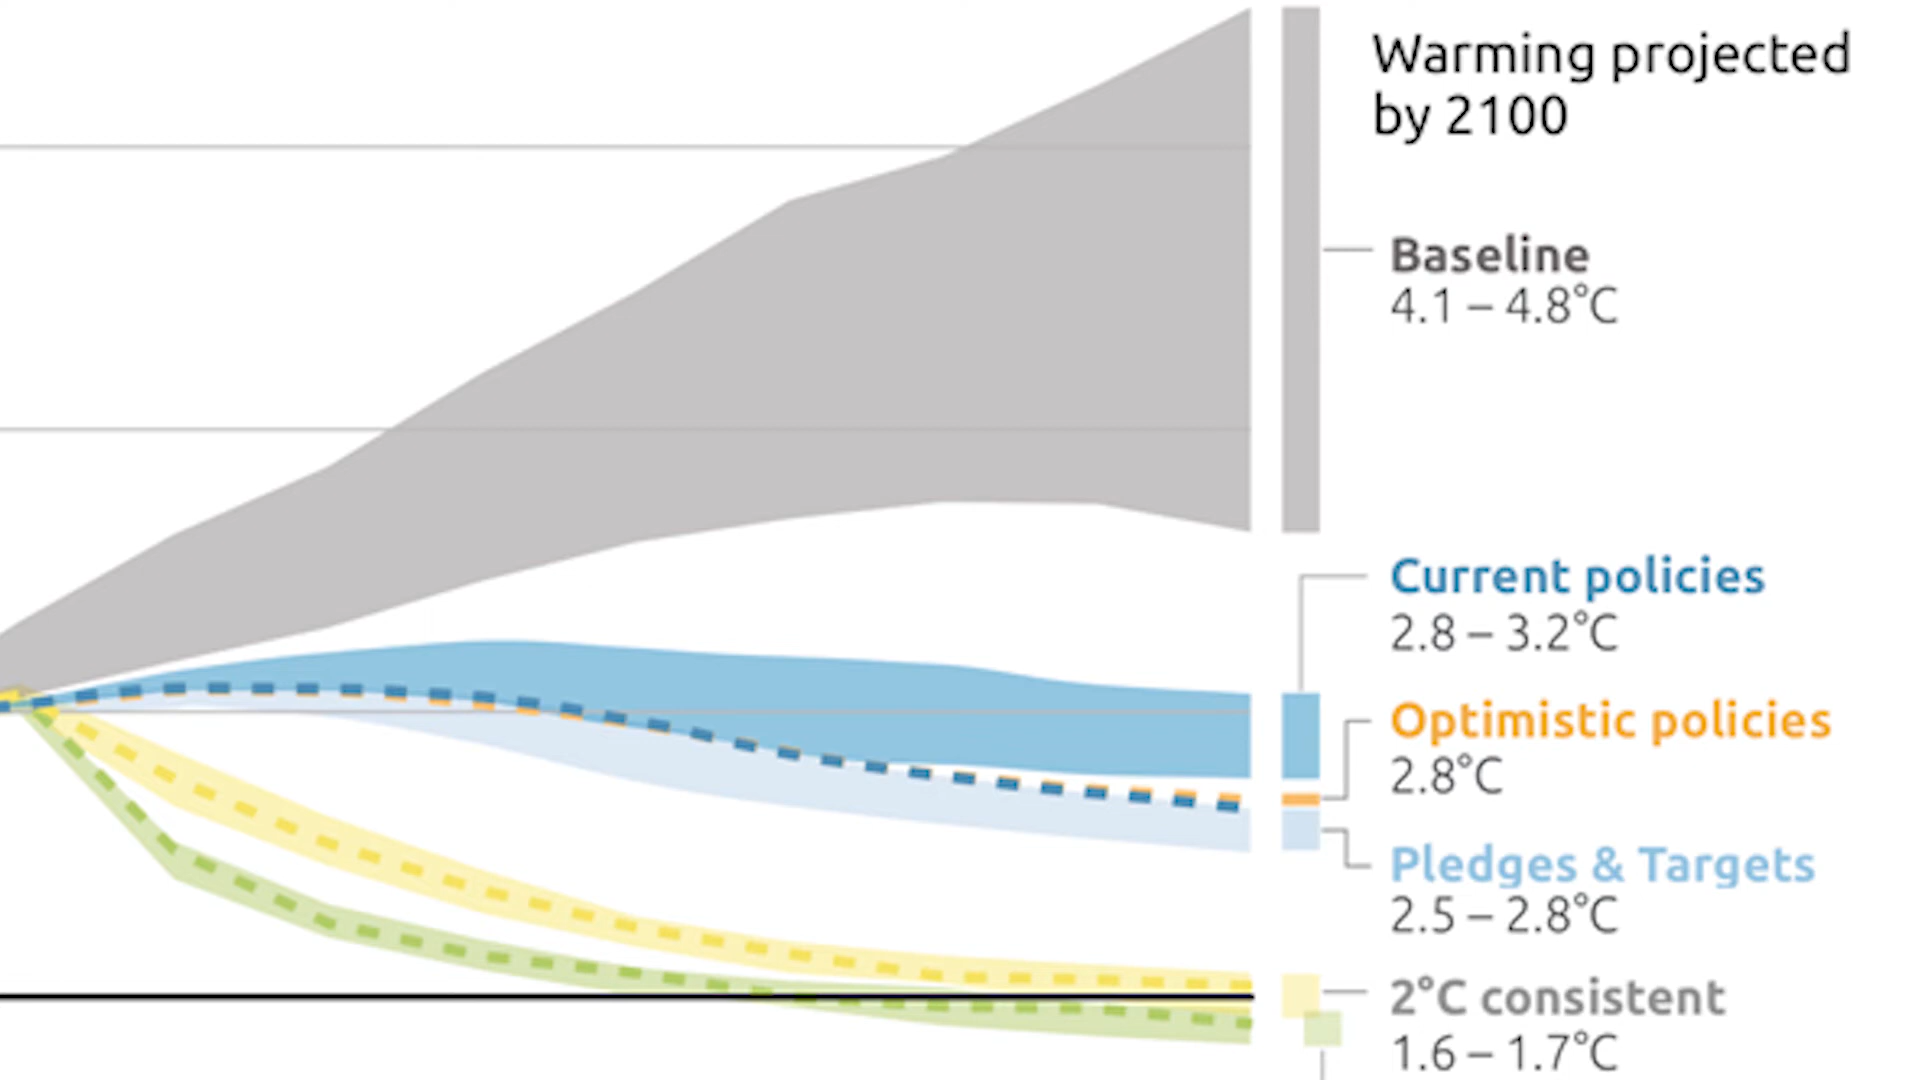 Warming projected
by 2100
Baseline
4.1 – 4.8°C
Current policies
2.8 – 3.2°C
Optimistic policies
2.8°C
Pledges & Targets
2.5 – 2.8°C
2°C consistent
1.6 – 1.7°C